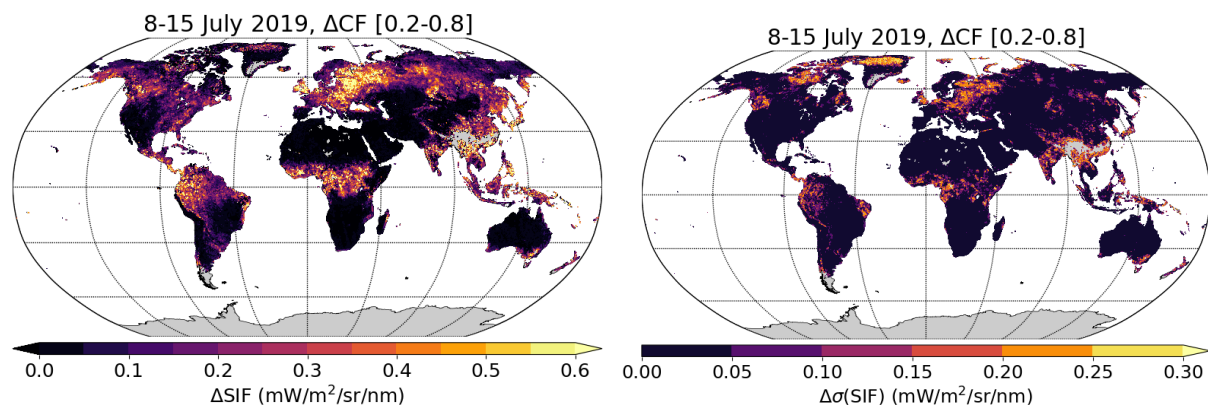 8-15 July 2019, ΔCF [0.2-0.8]
0.0 0.1 0.2 0.3 0.4 0.5 0.6
ΔSIF (mW/m²/sr/nm)
8-15 July 2019, ΔCF [0.2-0.8]
0.00 0.05 0.10 0.15 0.20 0.25 0.30
Δσ(SIF) (mW/m²/sr/nm)